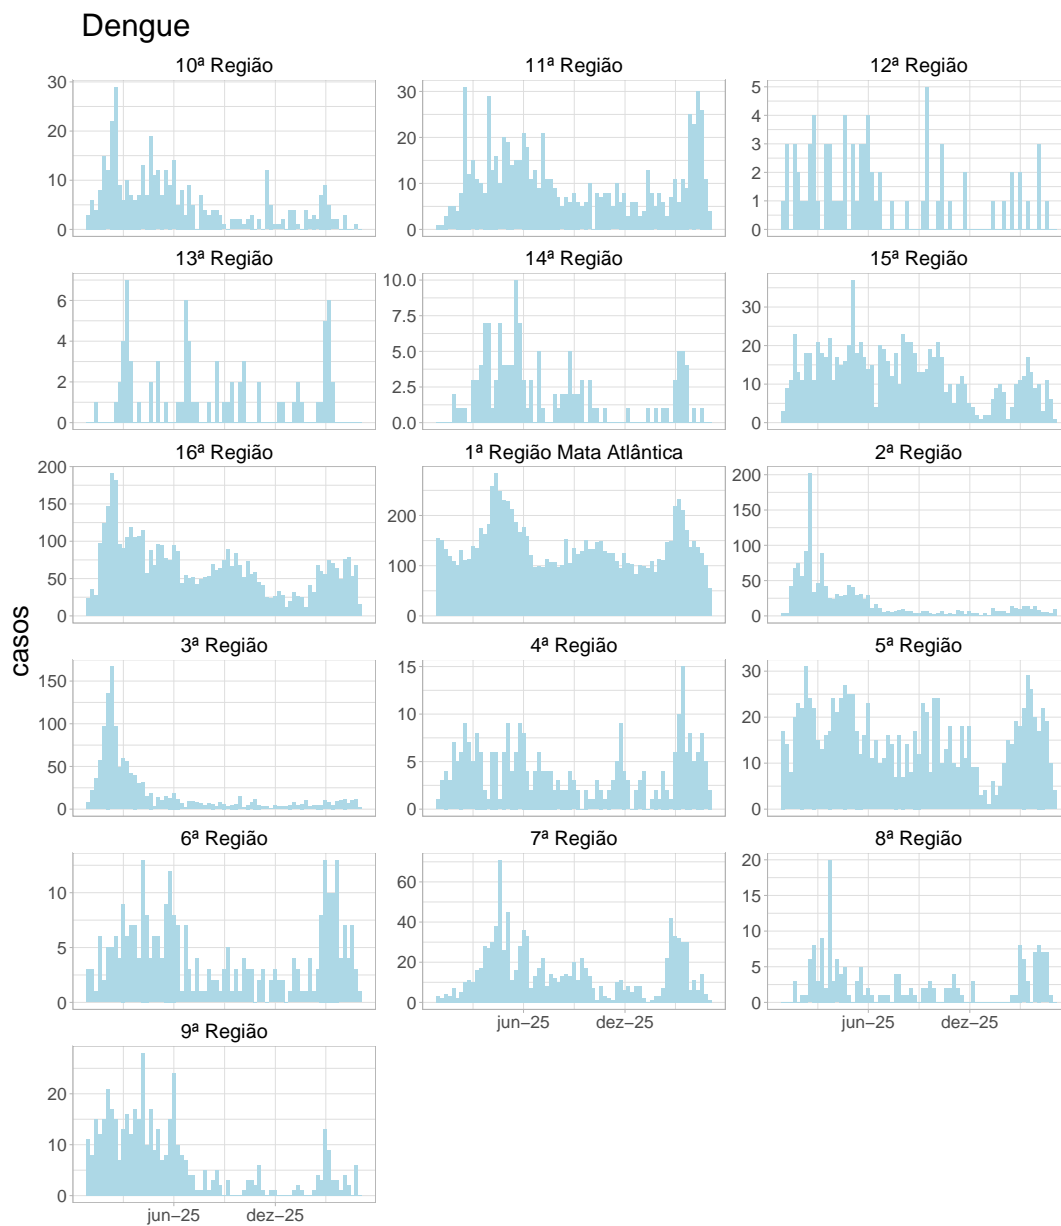 Dengue
10ª Região
11ª Região
12ª Região
30
20
10
0
30
20
10
0
5
4
3
2
1
0
13ª Região
14ª Região
15ª Região
6
4
2
0
10.0
7.5
5.0
2.5
0.0
30
20
10
0
16ª Região
1ª Região Mata Atlântica
2ª Região
200
150
100
50
0
200
100
0
200
150
100
50
0
casos
3ª Região
4ª Região
5ª Região
150
100
50
0
15
10
5
0
30
20
10
0
6ª Região
7ª Região
8ª Região
10
5
0
60
40
20
0
20
15
10
5
0
jun−25
dez−25
jun−25
dez−25
9ª Região
20
10
0
jun−25
dez−25